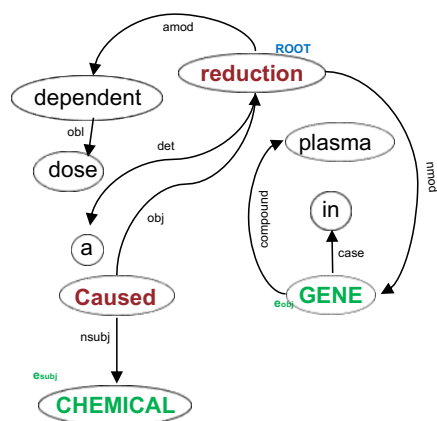 amod
ROOT
reduction
dependent
obl
dose
det
plasma
nmod
obj
compound
in
a
case
Caused
e_obj
GENE
nsubj
e_subj
CHEMICAL